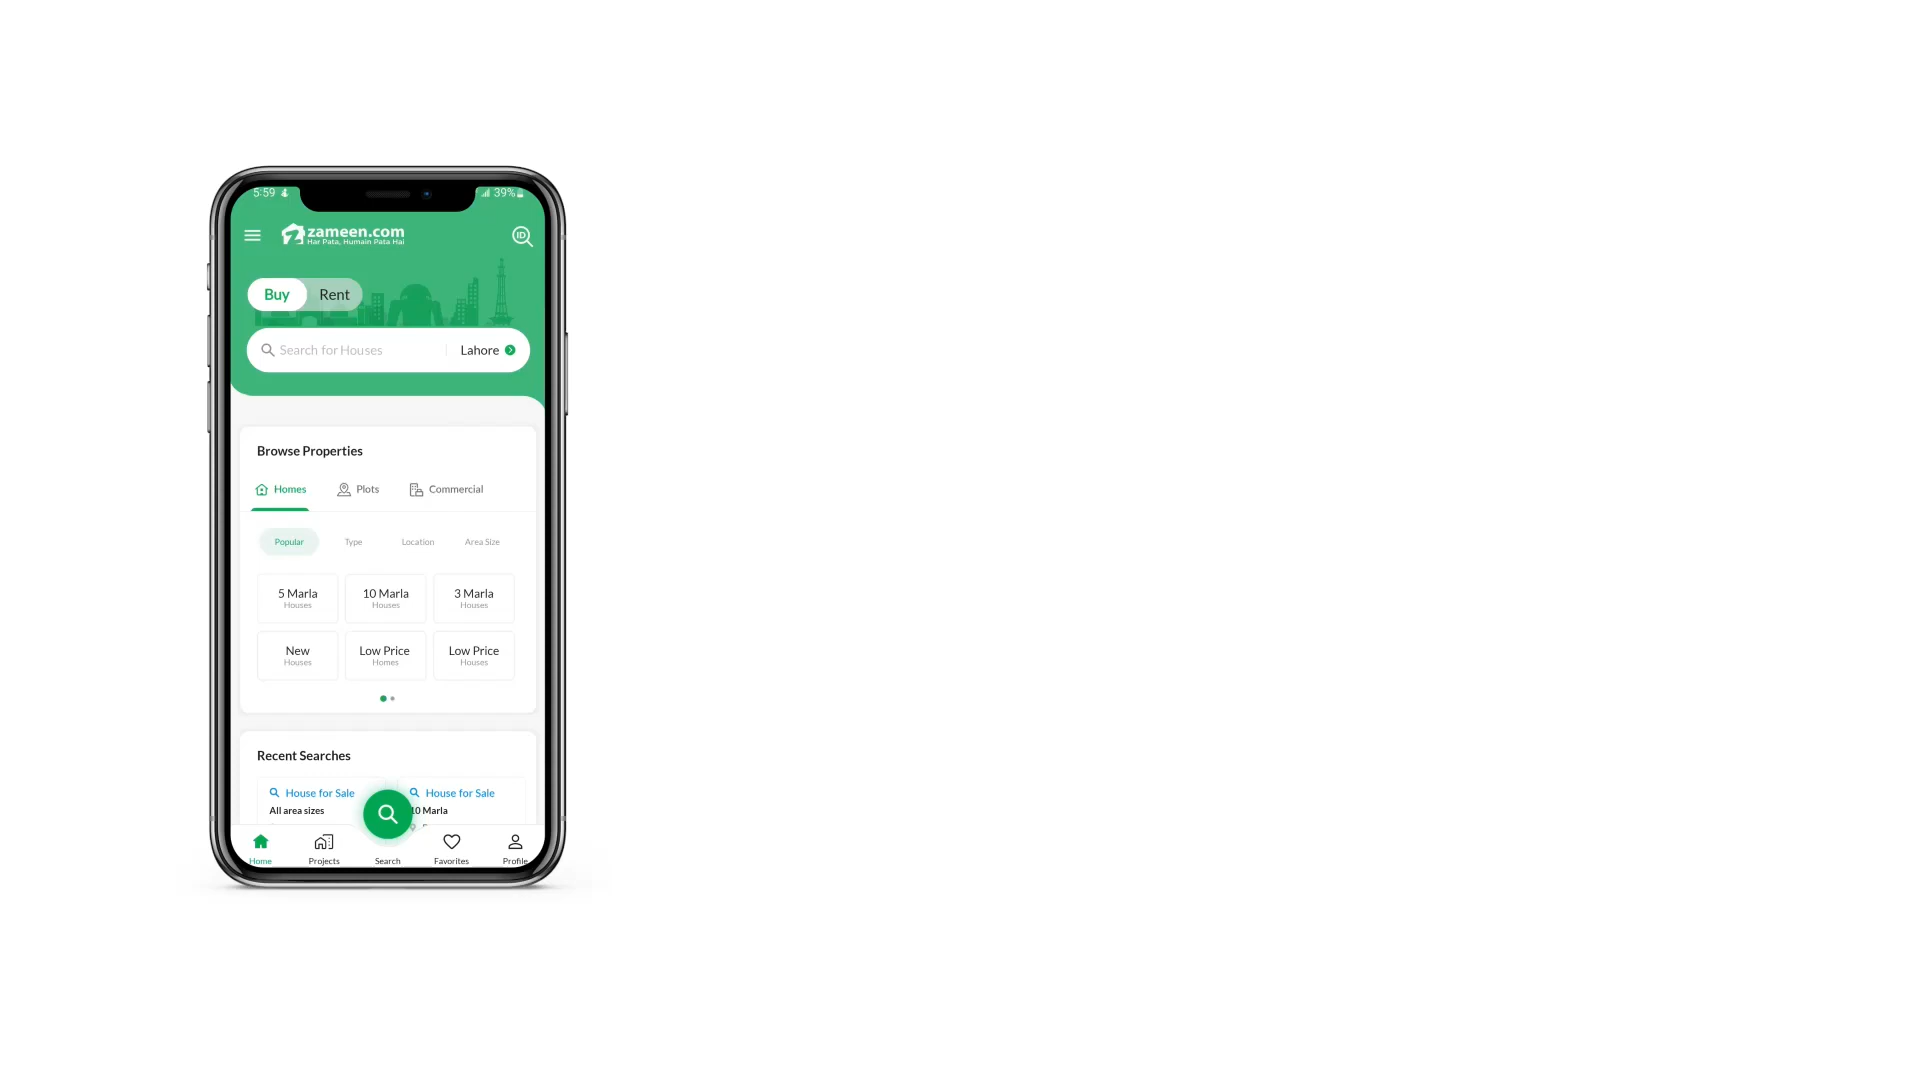 5:59
39%
zameen.com
Har Pata, Humain Pata Hai
ID
Buy Rent
Search for Houses Lahore
Browse Properties
Homes Plots Commercial
Popular Type Location Area Size
5 Marla 10 Marla 3 Marla
Houses Houses Houses
New Low Price Low Price
Houses Homes Houses
Recent Searches
House for Sale House for Sale
All area sizes 10 Marla
Home Projects Search Favorites Profile